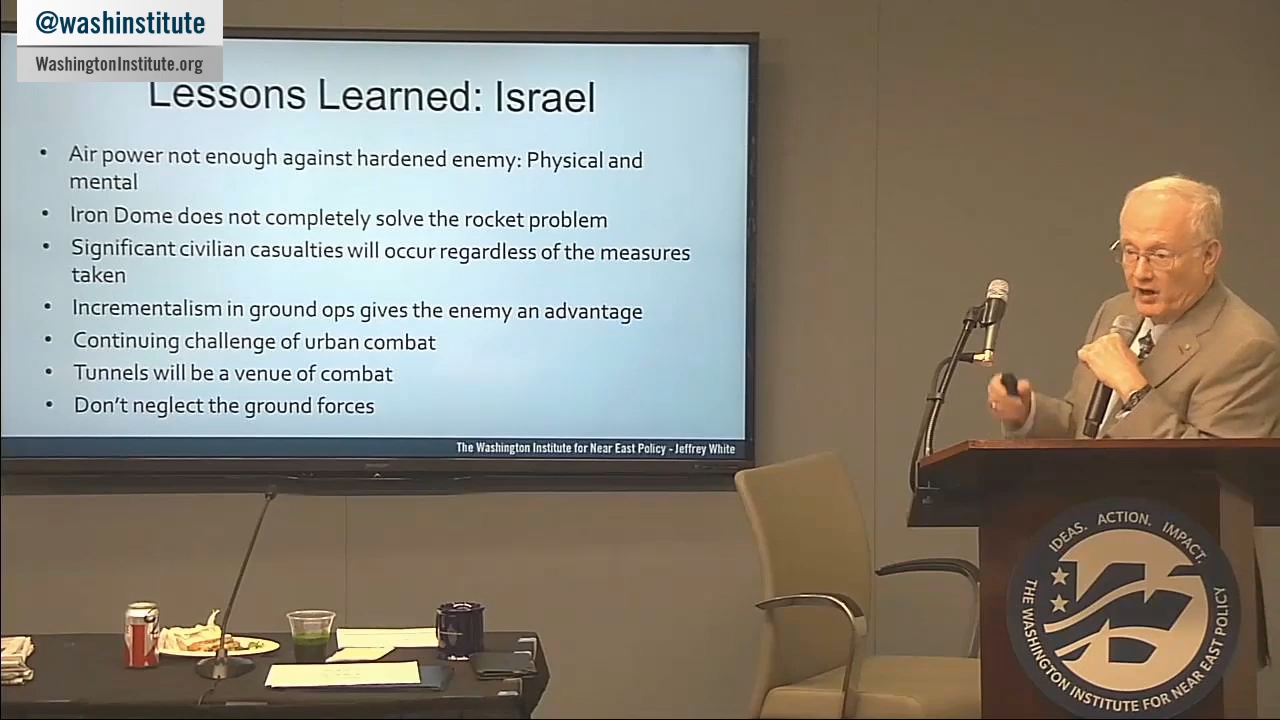 @washinstitute
WashingtonInstitute.org
Lessons Learned: Israel
• Air power not enough against hardened enemy: Physical and
mental
• Iron Dome does not completely solve the rocket problem
• Significant civilian casualties will occur regardless of the measures
taken
• Incrementalism in ground ops gives the enemy an advantage
• Continuing challenge of urban combat
• Tunnels will be a venue of combat
• Don't neglect the ground forces
The Washington Institute for Near East Policy - Jeffrey White
IDEAS. ACTION. IMPACT.
THE WASHINGTON INSTITUTE FOR NEAR EAST POLICY